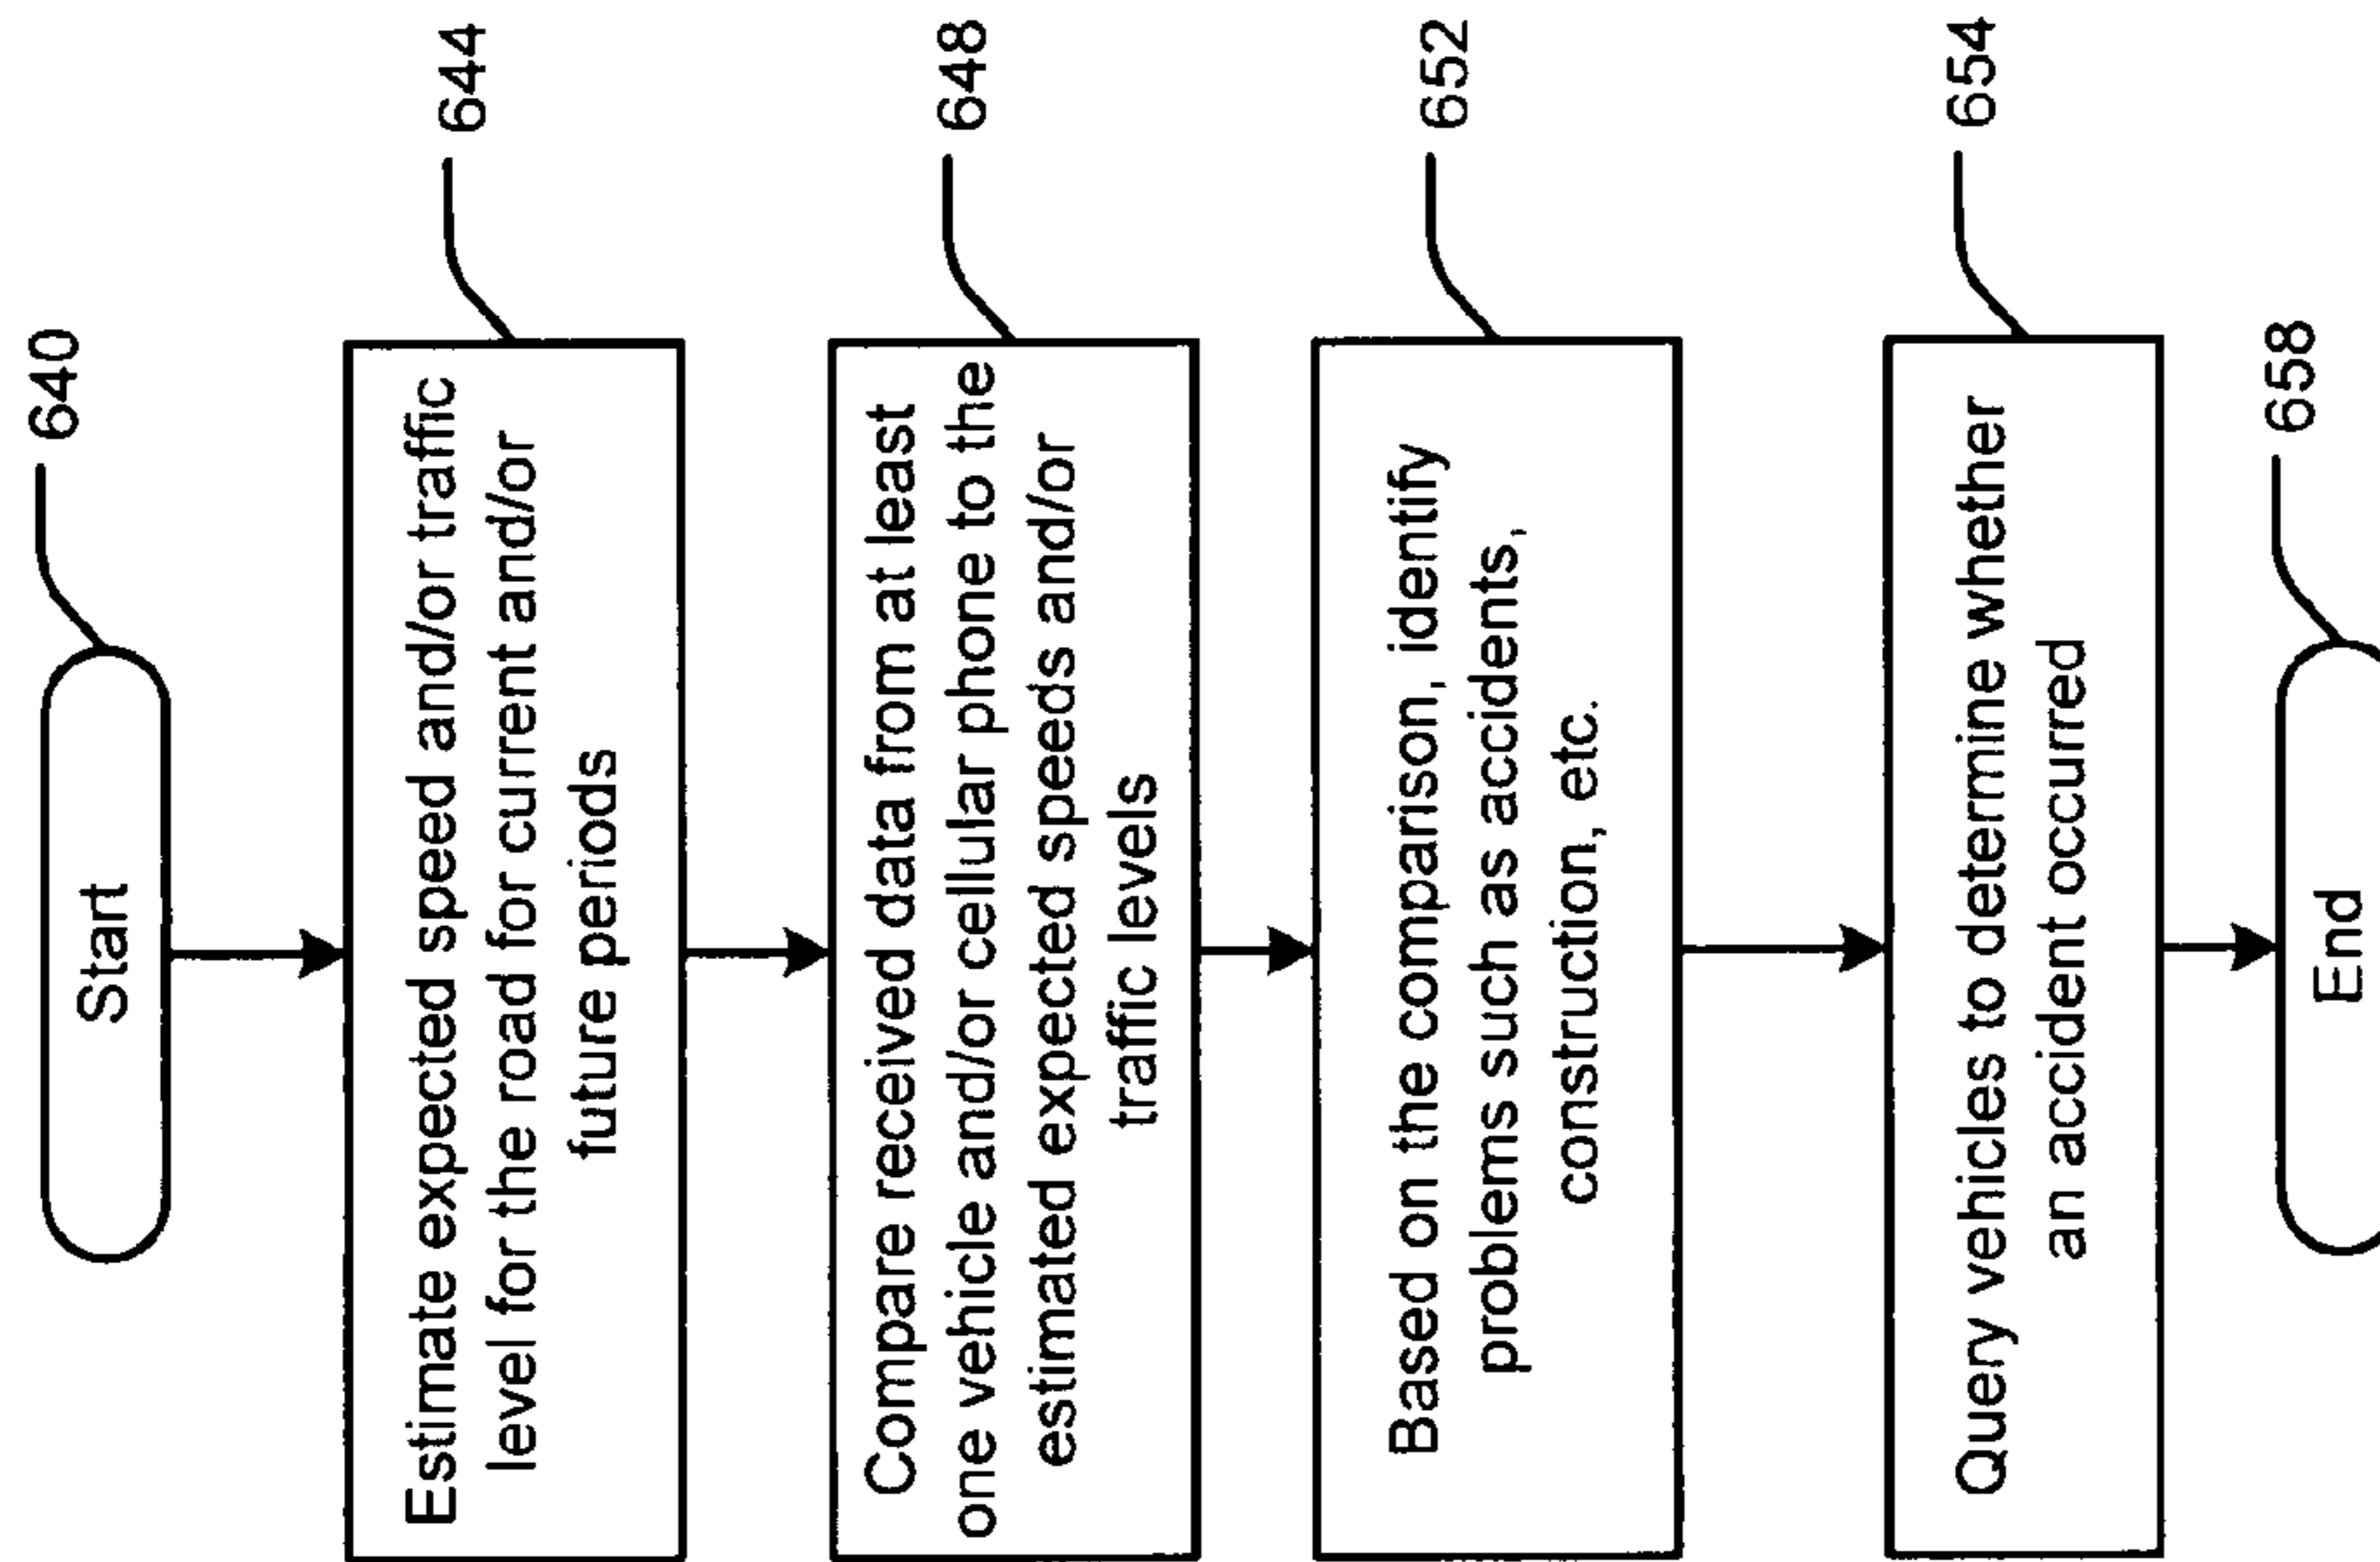 Start
640
Estimate expected speed and/or traffic
level for the road for current and/or
future periods
644
Compare received data from at least
one vehicle and/or cellular phone to the
estimated expected speeds and/or
traffic levels
648
Based on the comparison, identify
problems such as accidents,
construction, etc.
652
Query vehicles to determine whether
an accident occurred
654
End
658